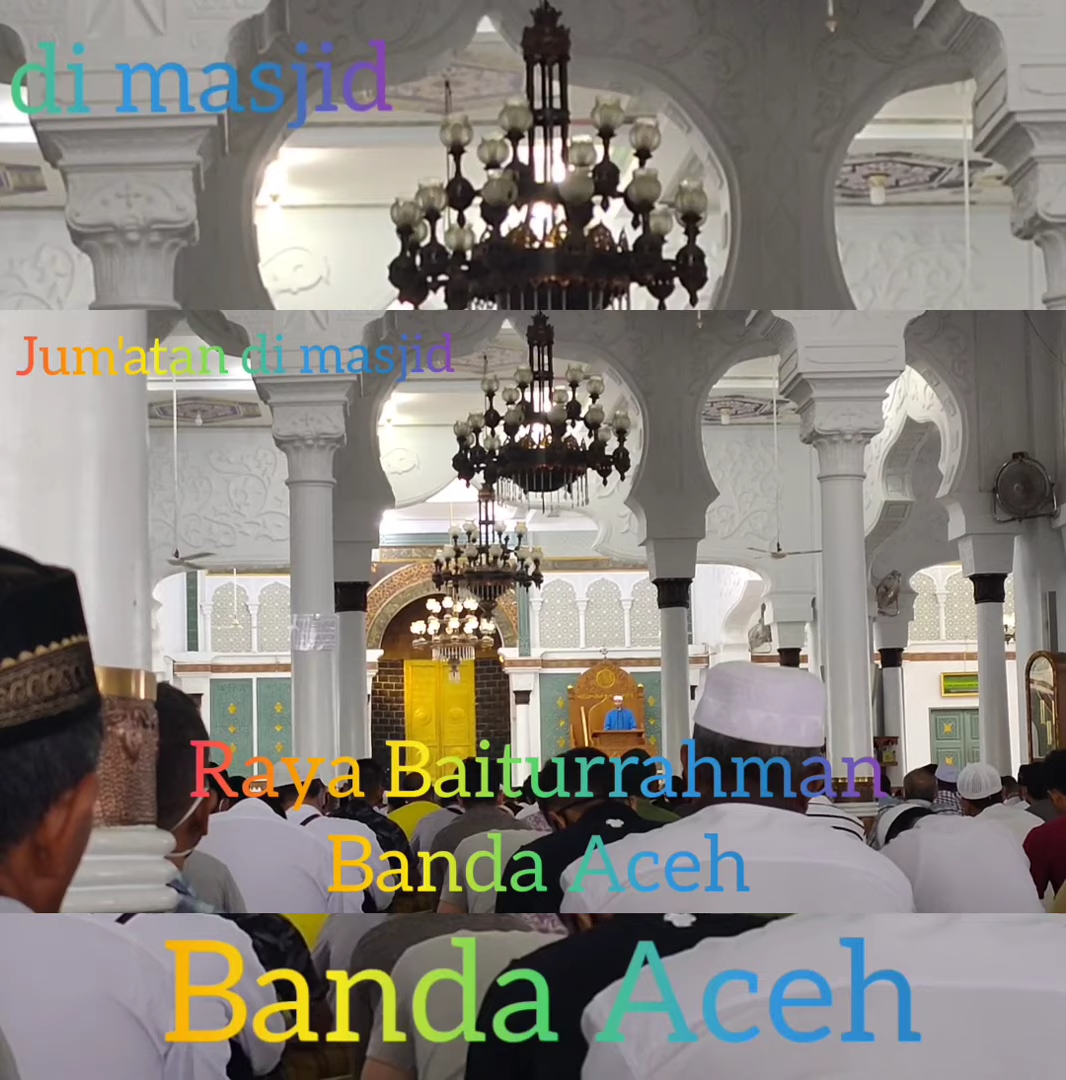 di masjid
Jum'atan di masjid
Raya Baiturrahman
Banda Aceh
Banda Aceh